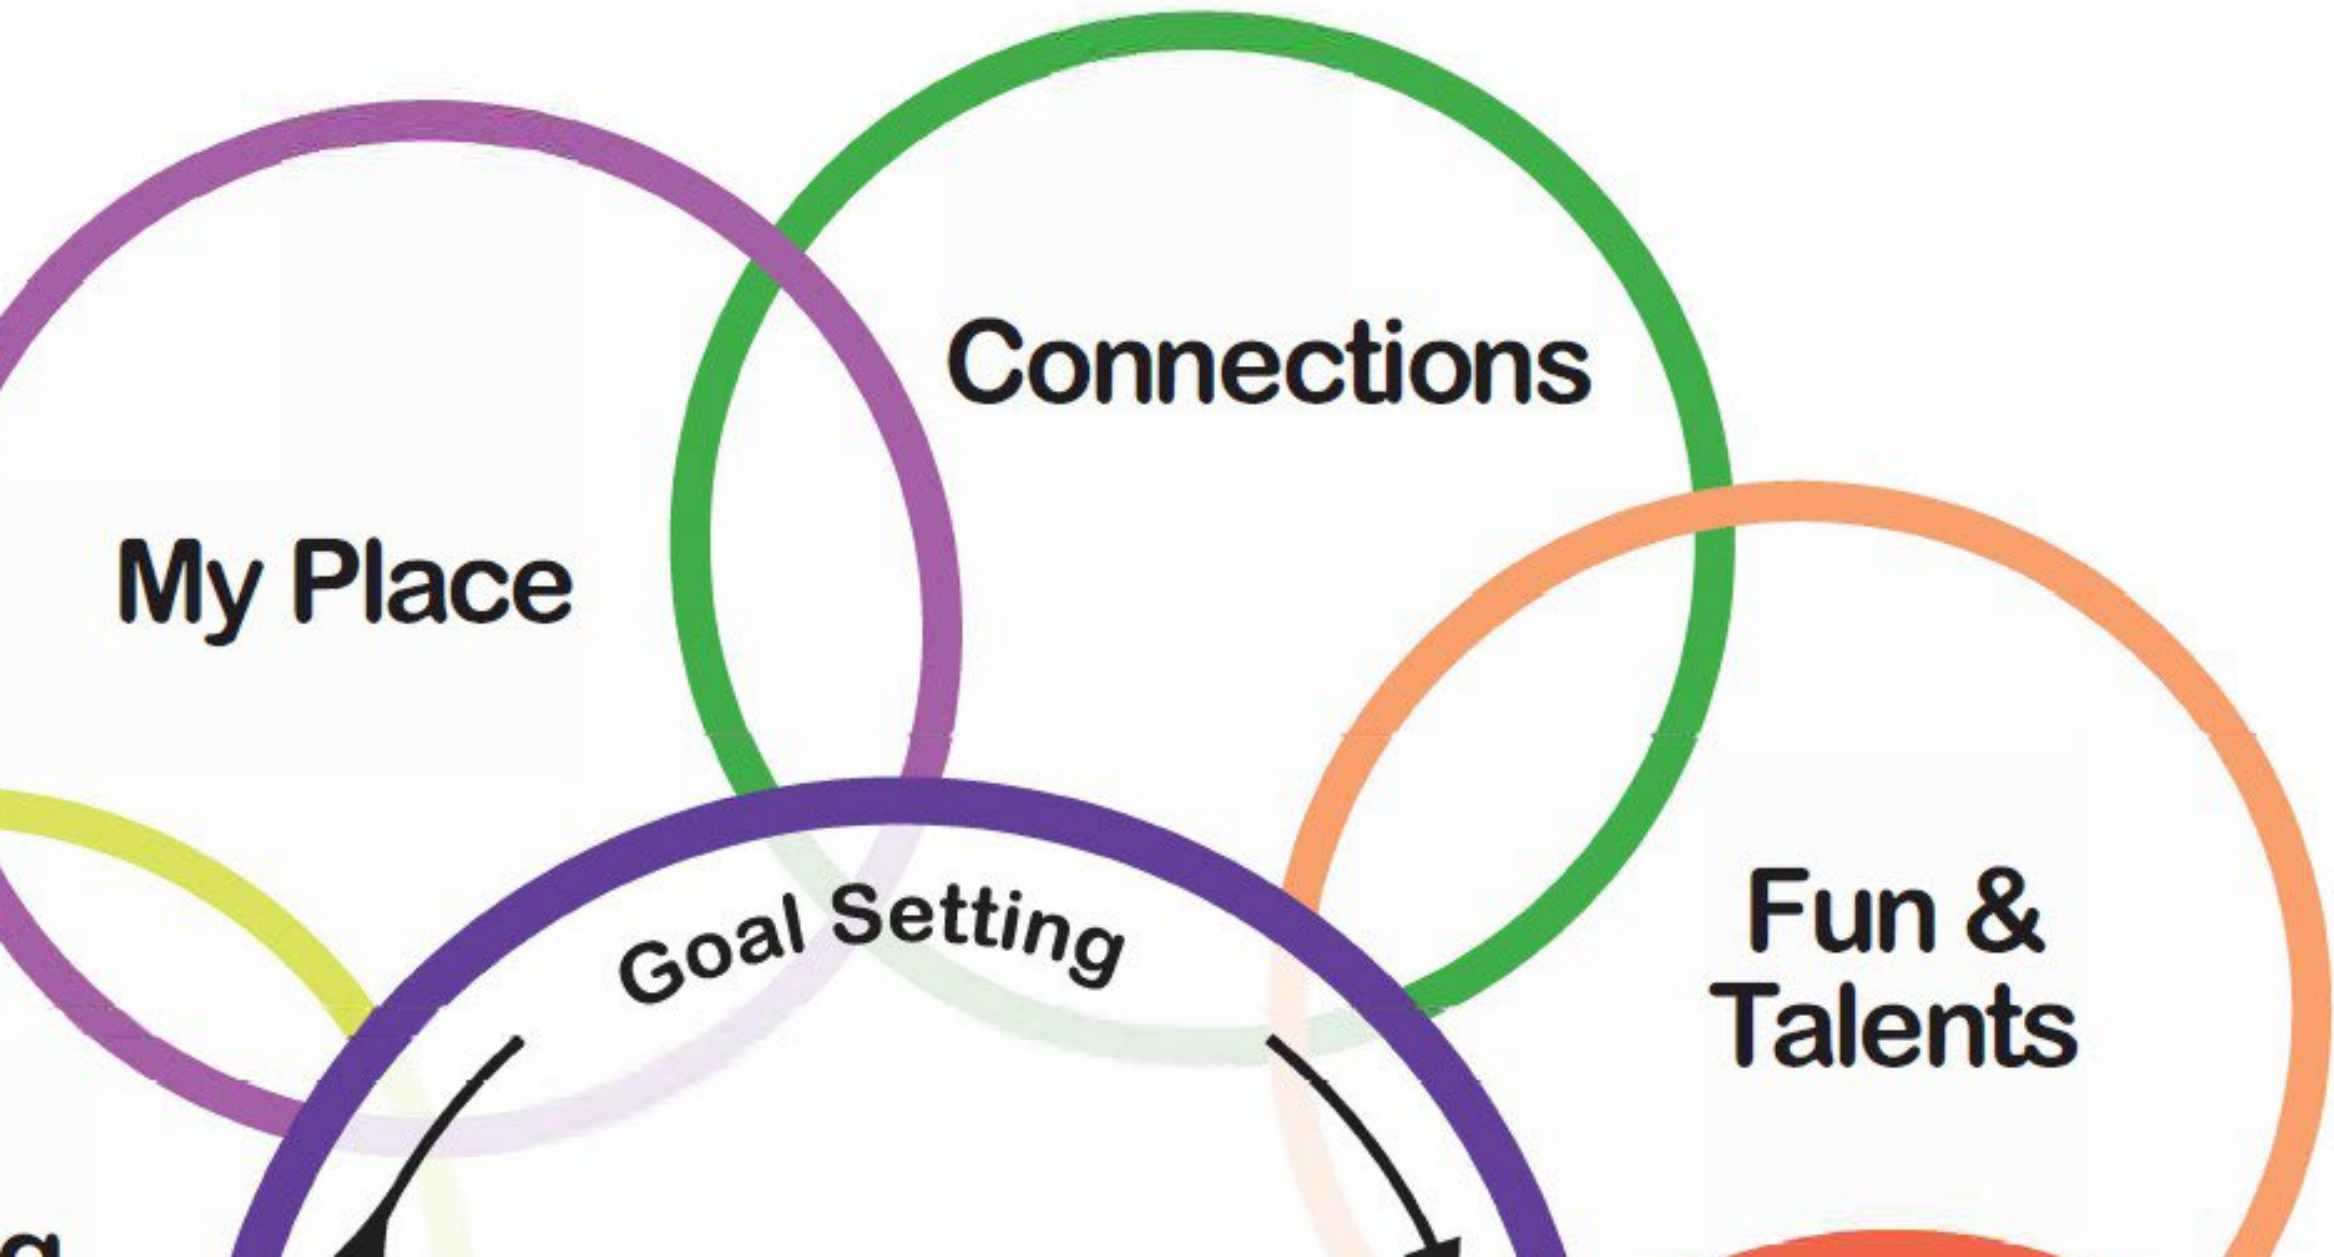 Connections
My Place
Fun &
Talents
Goal Setting
g